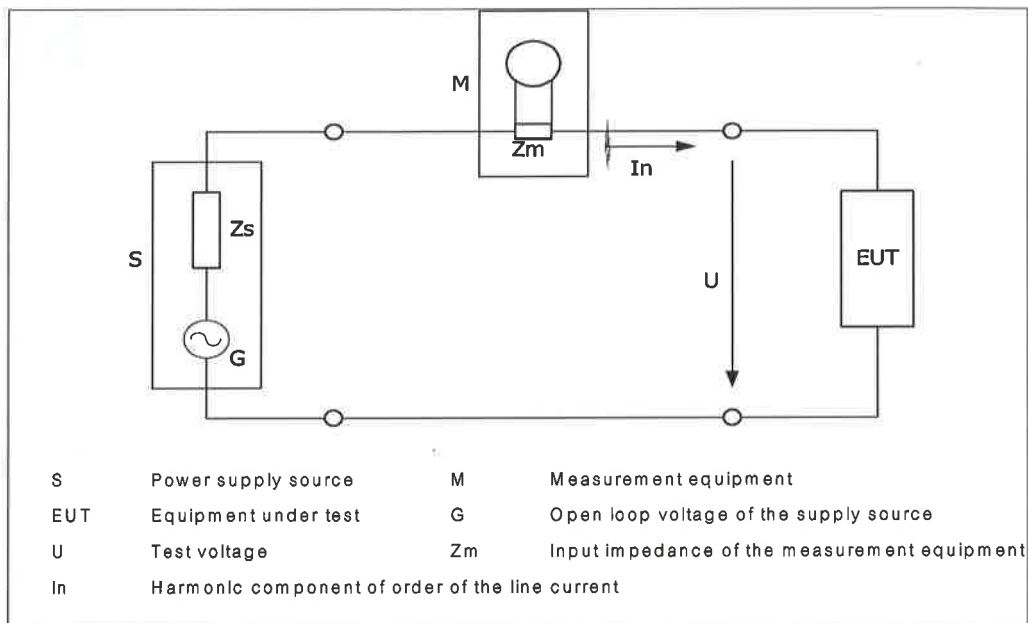 M
Zm
In
Zs
S
G
U
EUT
S Power supply source M Measurement equipment
EUT Equipment under test G Open loop voltage of the supply source
U Test voltage Zm Input impedance of the measurement equipment
In Harmonic component of order of the line current